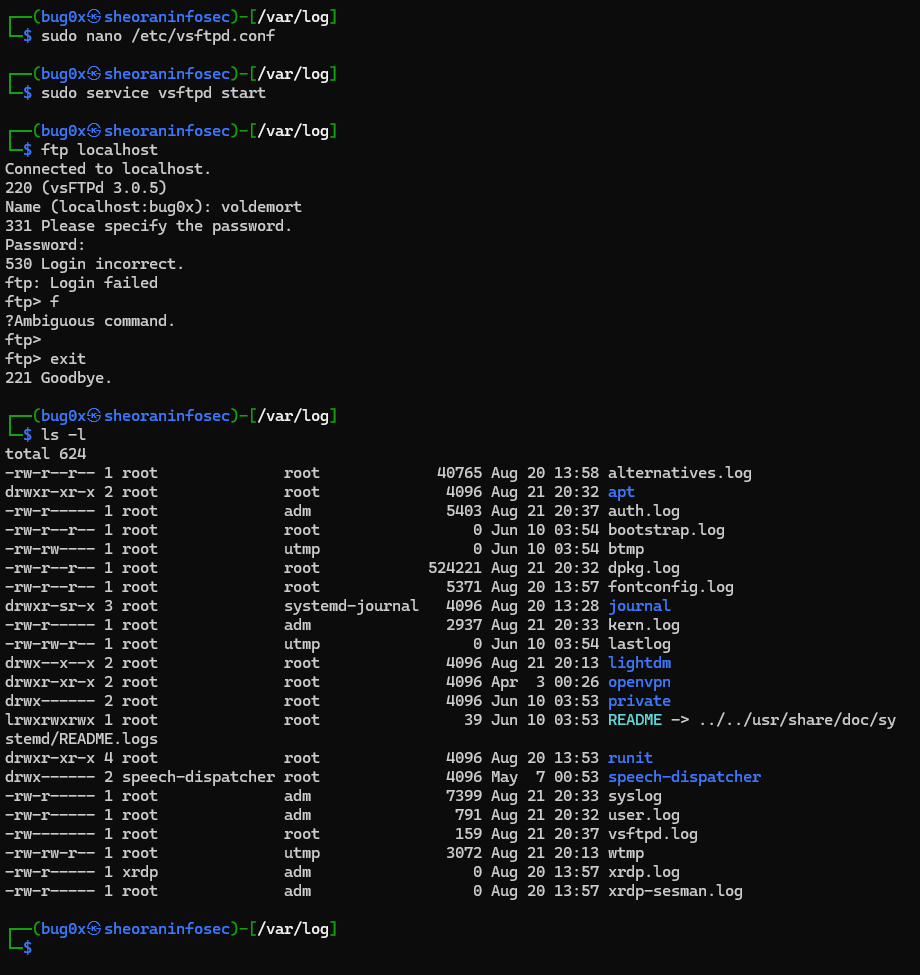 ┌──(bug0x㉿sheoraninfosec)-[/var/log]
└─$ sudo nano /etc/vsftpd.conf

┌──(bug0x㉿sheoraninfosec)-[/var/log]
└─$ sudo service vsftpd start

┌──(bug0x㉿sheoraninfosec)-[/var/log]
└─$ ftp localhost
Connected to localhost.
220 (vsFTPd 3.0.5)
Name (localhost:bug0x): voldemort
331 Please specify the password.
Password:
530 Login incorrect.
ftp: Login failed
ftp> f
?Ambiguous command.
ftp>
ftp> exit
221 Goodbye.

┌──(bug0x㉿sheoraninfosec)-[/var/log]
└─$ ls -l
total 624
-rw-r--r-- 1 root              root             40765 Aug 20 13:58 alternatives.log
drwxr-xr-x 2 root              root              4096 Aug 21 20:32 apt
-rw-r----- 1 root              adm               5403 Aug 21 20:37 auth.log
-rw-r--r-- 1 root              root                 0 Jun 10 03:54 bootstrap.log
-rw-rw---- 1 root              utmp                 0 Jun 10 03:54 btmp
-rw-r--r-- 1 root              root            524221 Aug 21 20:32 dpkg.log
-rw-r--r-- 1 root              root              5371 Aug 20 13:57 fontconfig.log
drwxr-sr-x 3 root              systemd-journal   4096 Aug 20 13:28 journal
-rw-r----- 1 root              adm               2937 Aug 21 20:33 kern.log
-rw-rw-r-- 1 root              utmp                 0 Jun 10 03:54 lastlog
drwx--x--x 2 root              root              4096 Aug 21 20:13 lightdm
drwxr-xr-x 2 root              root              4096 Apr  3 00:26 openvpn
drwx------ 2 root              root              4096 Jun 10 03:53 private
lrwxrwxrwx 1 root              root                39 Jun 10 03:53 README -> ../../usr/share/doc/sy
stemd/README.logs
drwxr-xr-x 4 root              root              4096 Aug 20 13:53 runit
drwx------ 2 speech-dispatcher root              4096 May  7 00:53 speech-dispatcher
-rw-r----- 1 root              adm               7399 Aug 21 20:33 syslog
-rw-r----- 1 root              adm                791 Aug 21 20:32 user.log
-rw------- 1 root              root               159 Aug 21 20:37 vsftpd.log
-rw-rw-r-- 1 root              utmp              3072 Aug 21 20:13 wtmp
-rw-r----- 1 xrdp              adm                  0 Aug 20 13:57 xrdp.log
-rw-r----- 1 root              adm                  0 Aug 20 13:57 xrdp-sesman.log

┌──(bug0x㉿sheoraninfosec)-[/var/log]
└─$